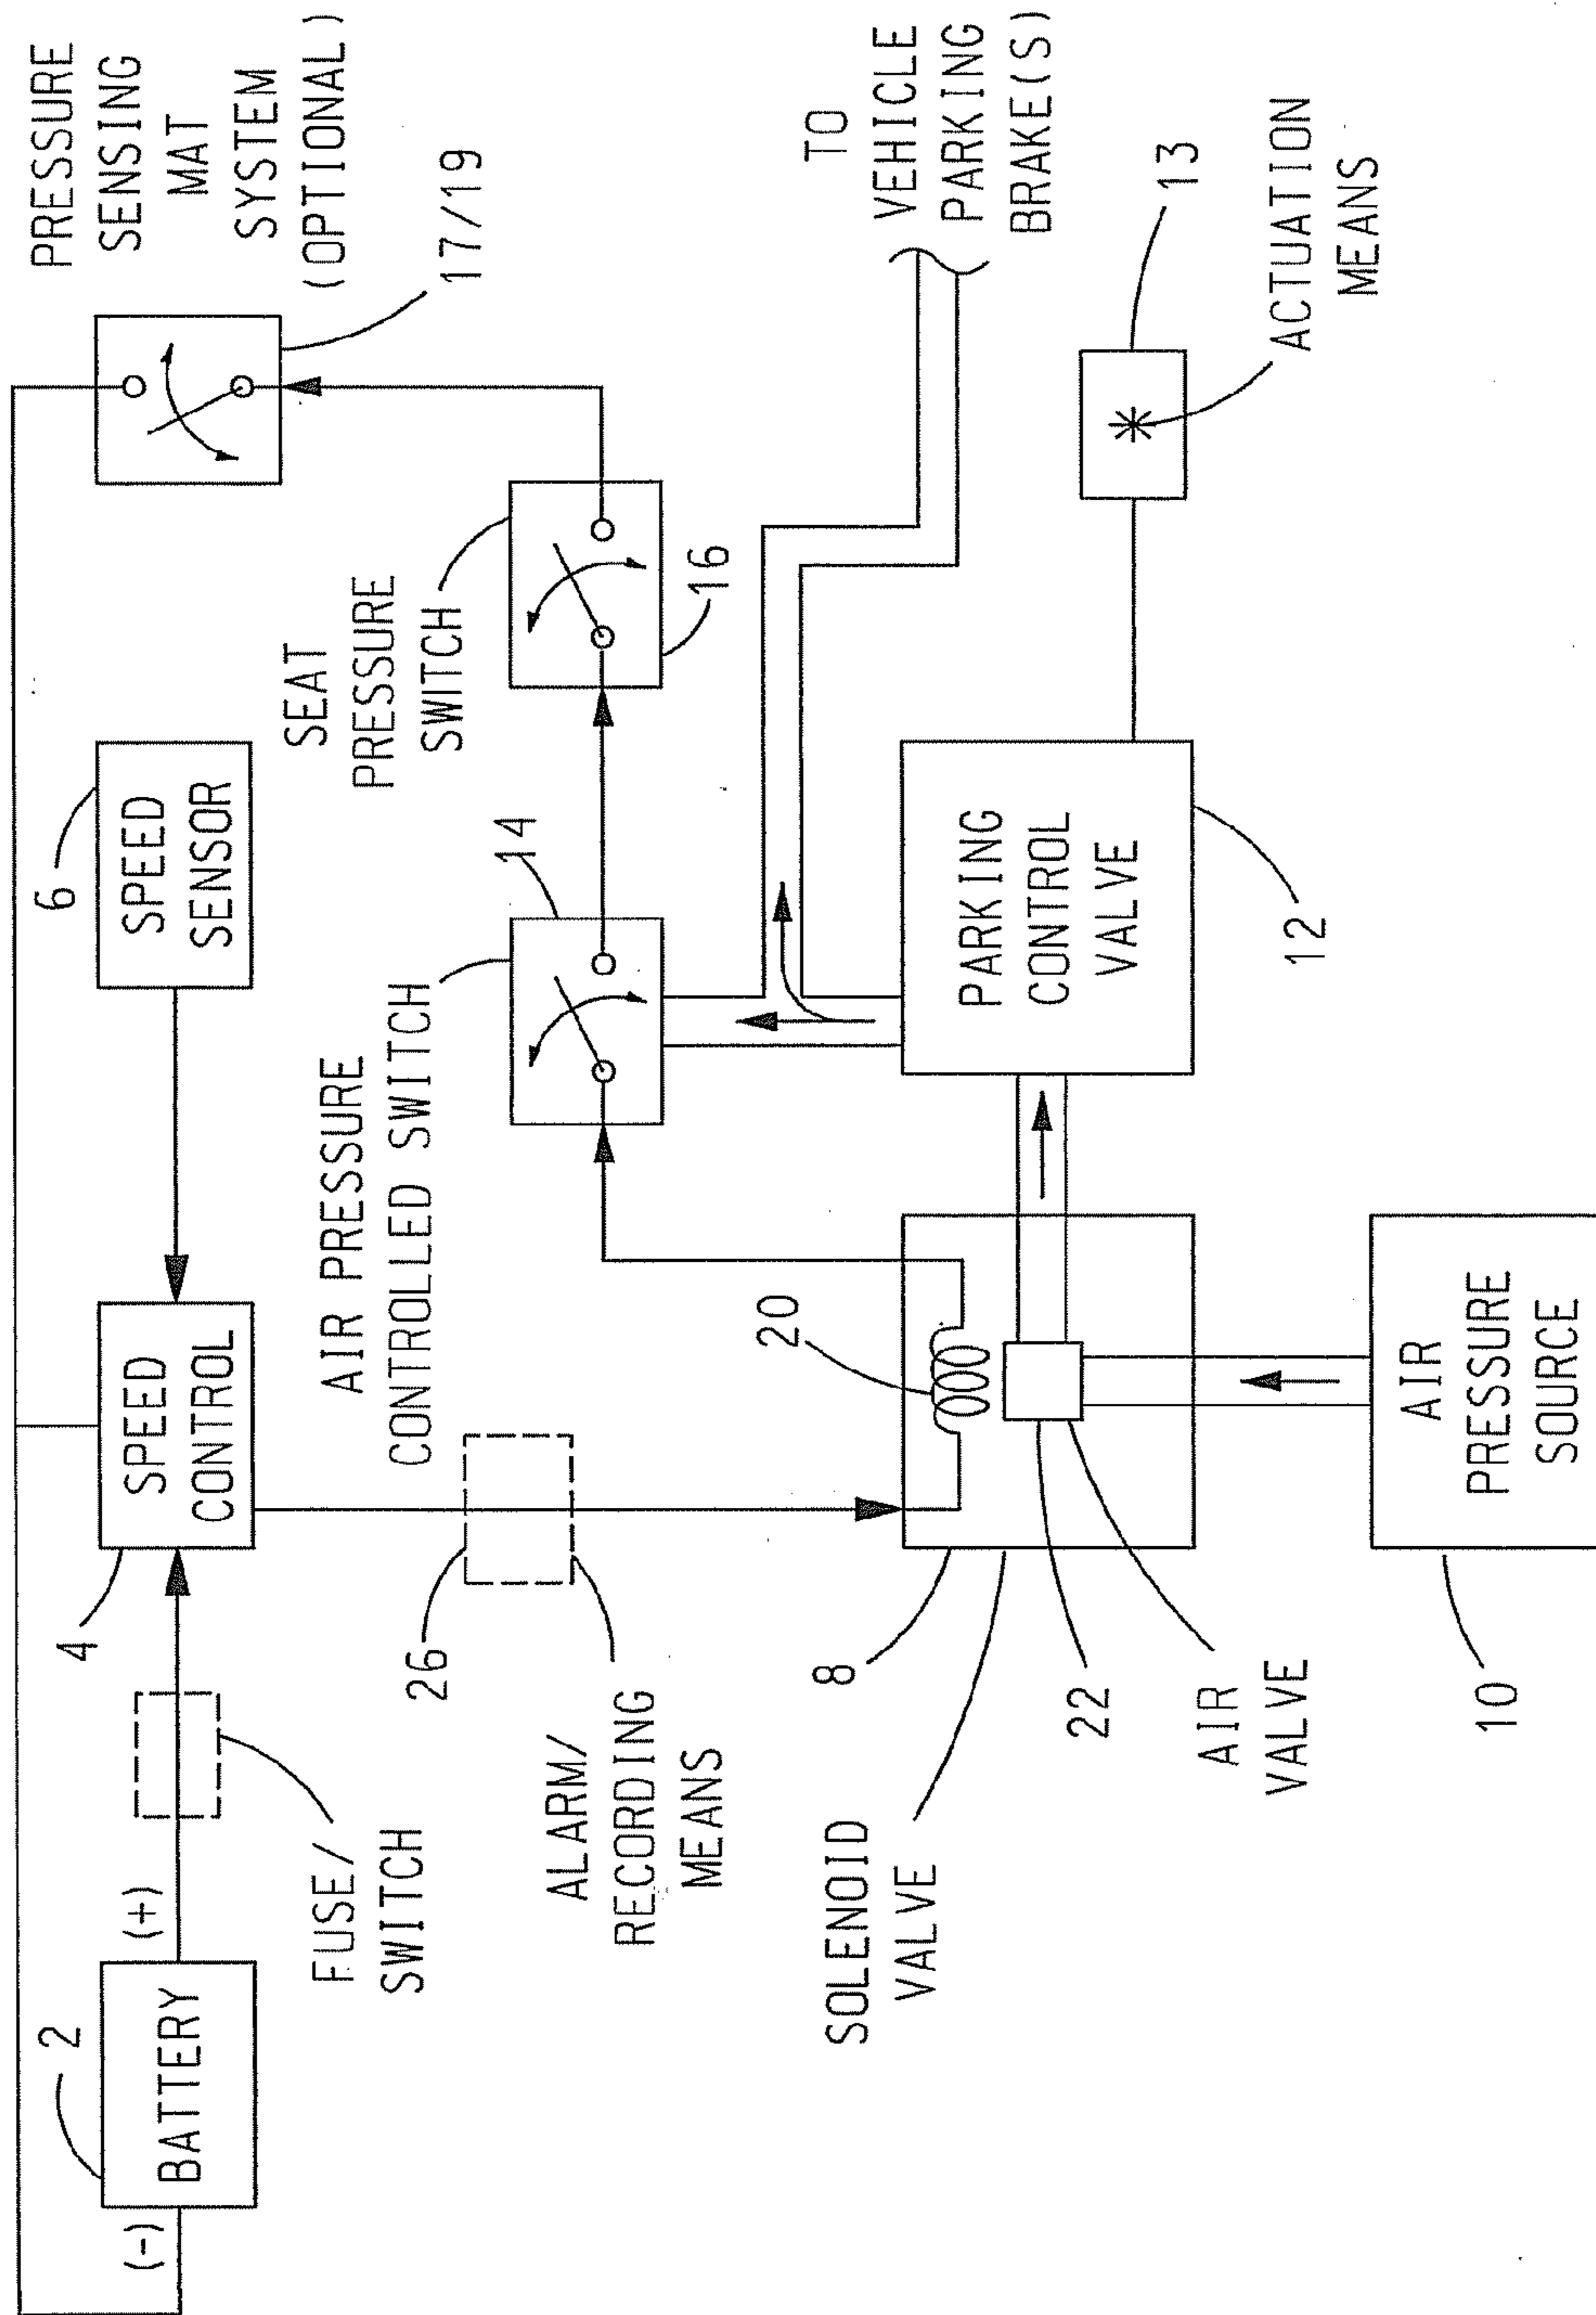 2
(-)
BATTERY
(+)
FUSE/
SWITCH
4
SPEED
CONTROL
6
SPEED
SENSOR
PRESSURE
SENSING
MAT
SYSTEM
(OPTIONAL)
17/19
26
ALARM/
RECORDING
MEANS
AIR PRESSURE
CONTROLLED SWITCH
14
SEAT
PRESSURE
SWITCH
16
TO
VEHICLE
PARKING
BRAKE(S)
SOLENOID
VALVE
8
20
22
AIR
VALVE
PARKING
CONTROL
VALVE
12
13
ACTUATION
MEANS
10
AIR
PRESSURE
SOURCE